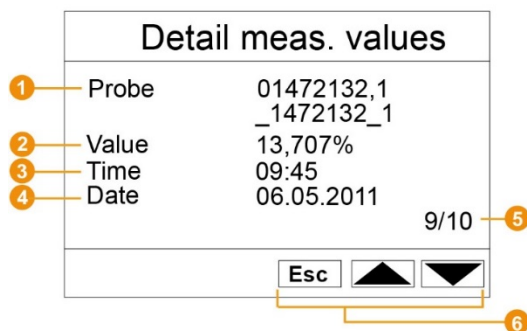 Detail meas. values
1 Probe 01472132,1
_1472132_1
2 Value 13,707%
3 Time 09:45
4 Date 06.05.2011
9/10 5
Esc
6